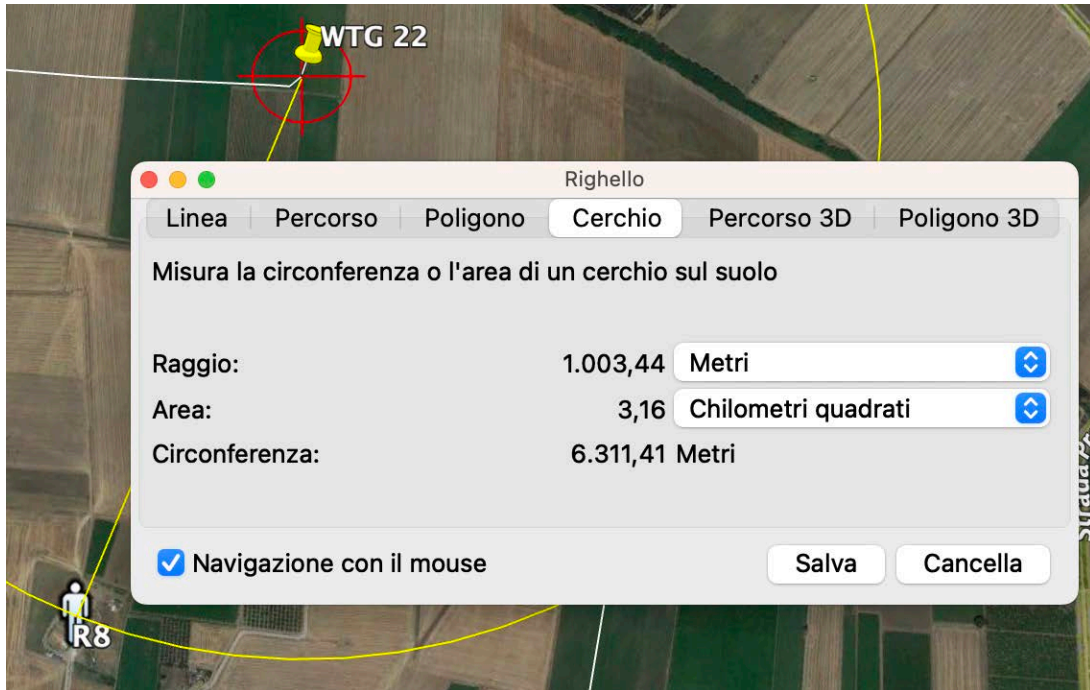 WTG 22
Righello
Linea Percorso Poligono Cerchio Percorso 3D Poligono 3D
Misura la circonferenza o l'area di un cerchio sul suolo
Raggio: 1.003,44 Metri
Area: 3,16 Chilometri quadrati
Circonferenza: 6.311,41 Metri
Strada
Navigazione con il mouse Salva Cancella
R8